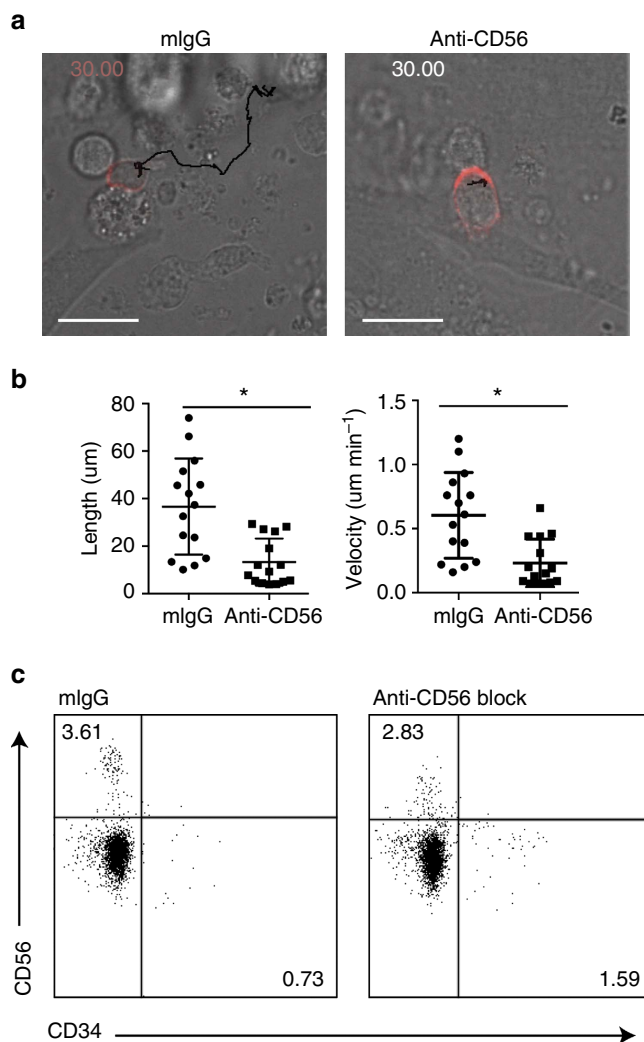 a
mIgG Anti-CD56
30.00 30.00
b
* *
80 1.5
60
1.0
40
0.5
20
0 0.0
Length (um) Velocity (um min−1)
mIgG Anti-CD56 mIgG Anti-CD56
c
mIgG Anti-CD56 block
3.61 2.83
0.73 1.59
CD56
CD34